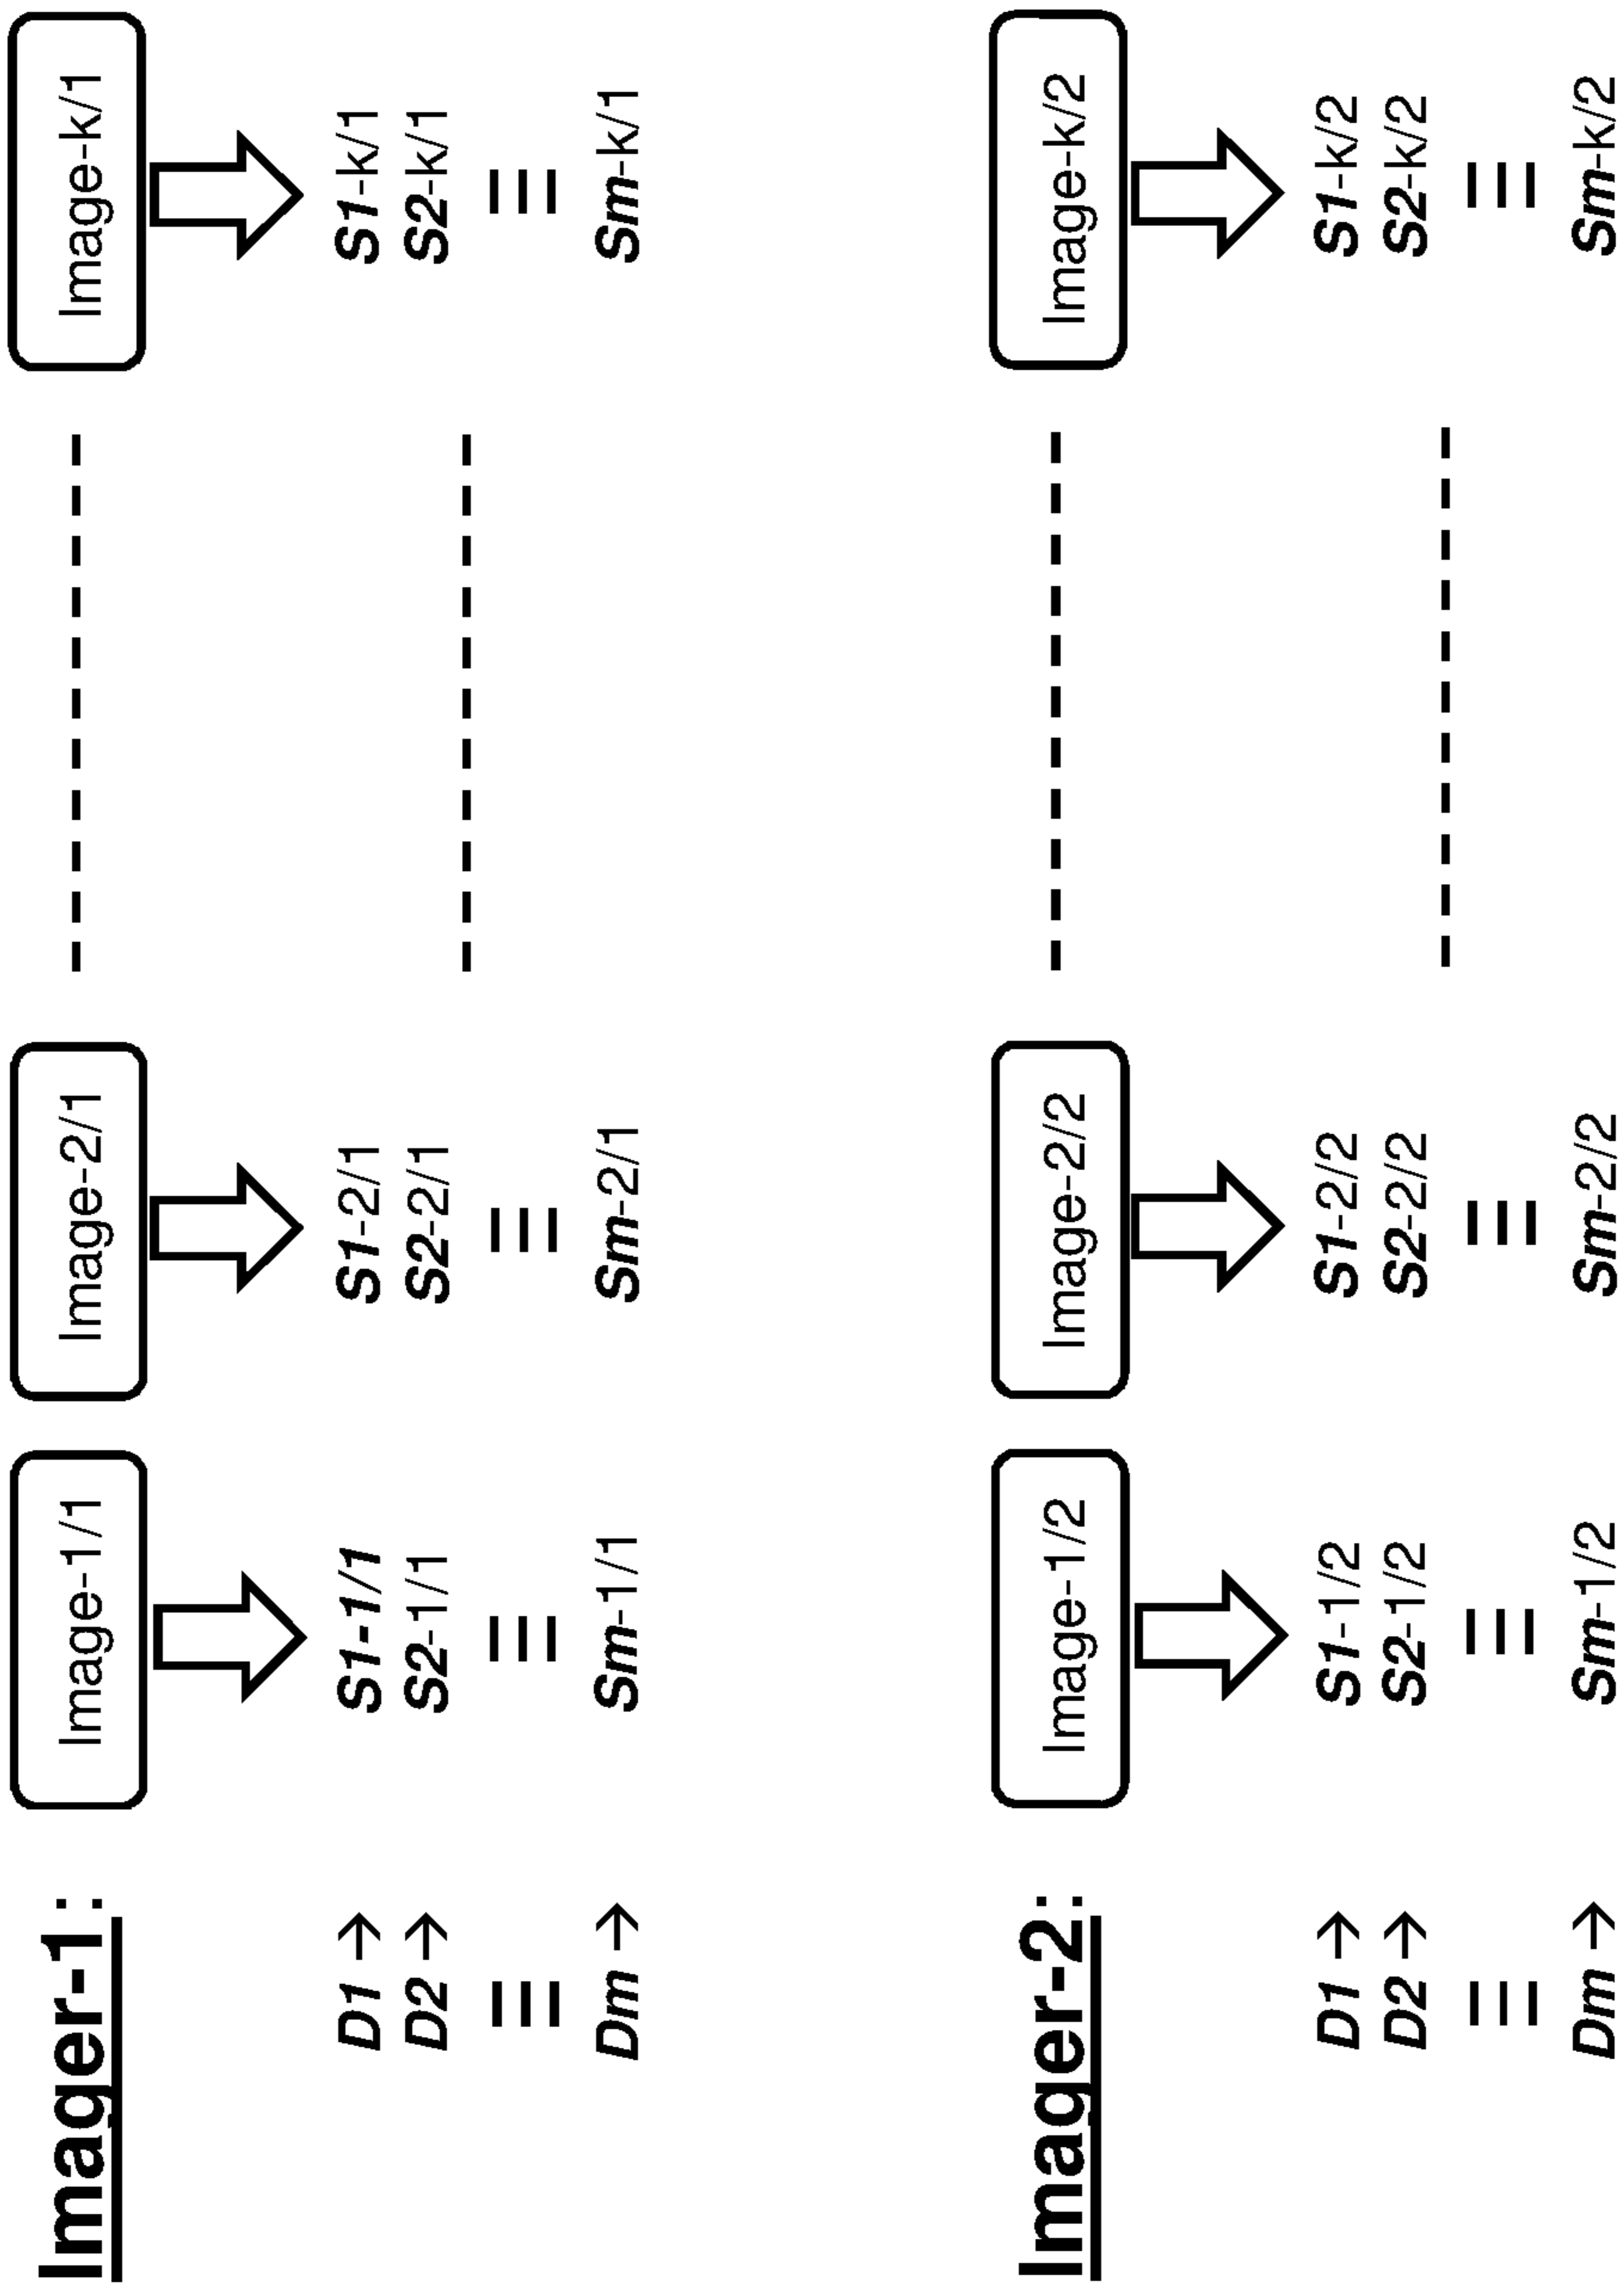 Imager-1:
Image-1/1 Image-2/1 Image-k/1
D1 → S1-1/1 S1-2/1 S1-k/1
D2 → S2-1/1 S2-2/1 S2-k/1
Dm → Sm-1/1 Sm-2/1 Sm-k/1
Imager-2:
Image-1/2 Image-2/2 Image-k/2
D1 → S1-1/2 S1-2/2 S1-k/2
D2 → S2-1/2 S2-2/2 S2-k/2
Dm → Sm-1/2 Sm-2/2 Sm-k/2